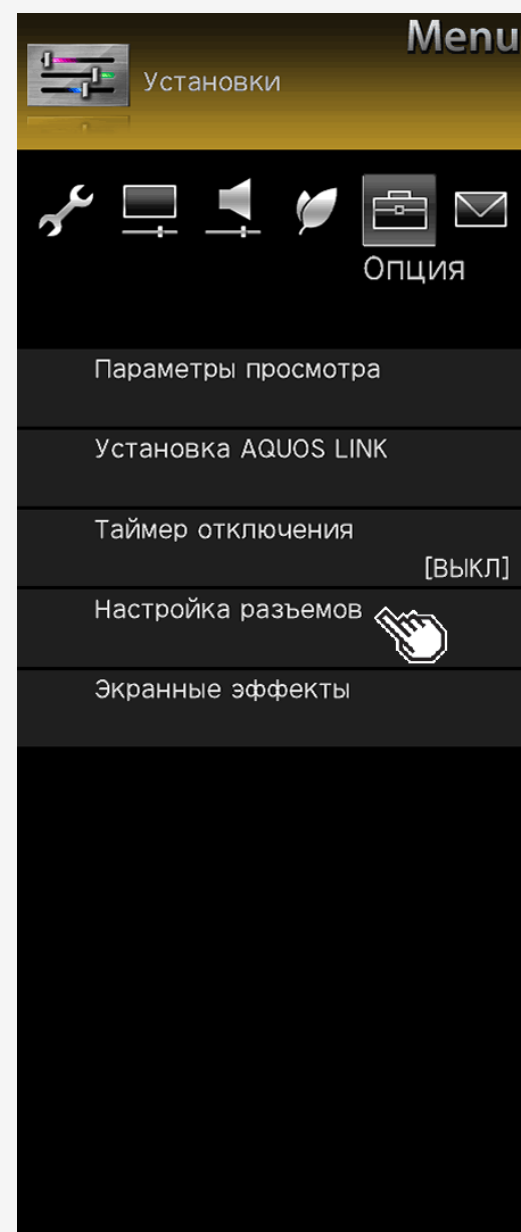 Menu
Установки
Опция
Параметры просмотра
Установка AQUOS LINK
Таймер отключения
[ВЫКЛ]
Настройка разъемов
Экранные эффекты